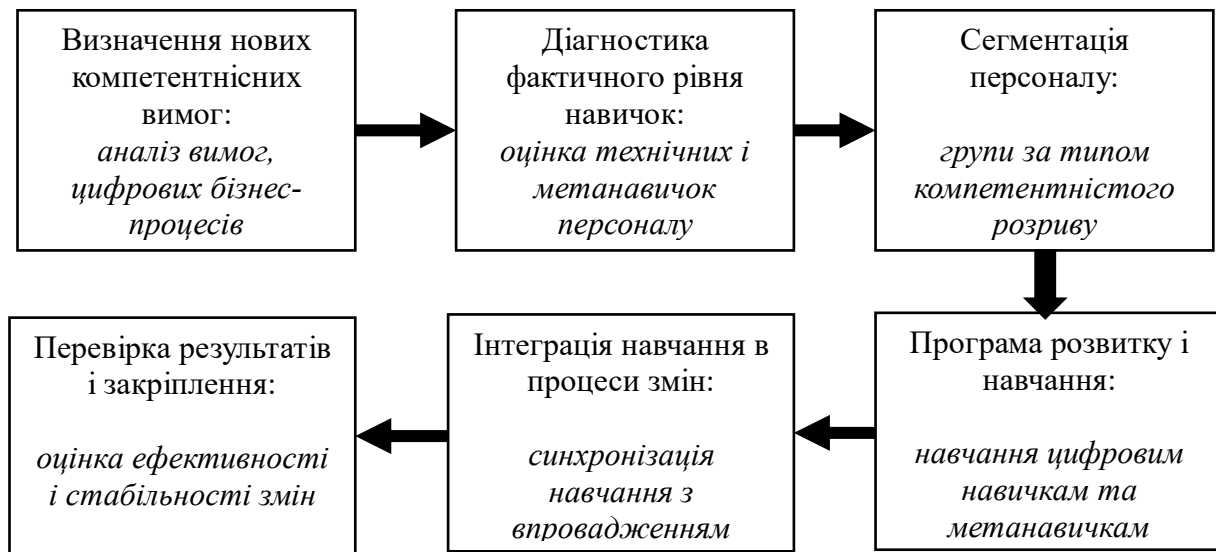 Визначення нових
компетентнісних
вимог:
аналіз вимог,
цифрових бізнес-
процесів
Діагностика
фактичного рівня
навичок:
оцінка технічних і
метанавичок
персоналу
Сегментація
персоналу:
групи за типом
компетентністого
розриву
Програма розвитку і
навчання:
навчання цифровим
навичкам та
метанавичкам
Інтеграція навчання в
процеси змін:
синхронізація
навчання з
впровадженням
Перевірка результатів
і закріплення:
оцінка ефективності
і стабільності змін